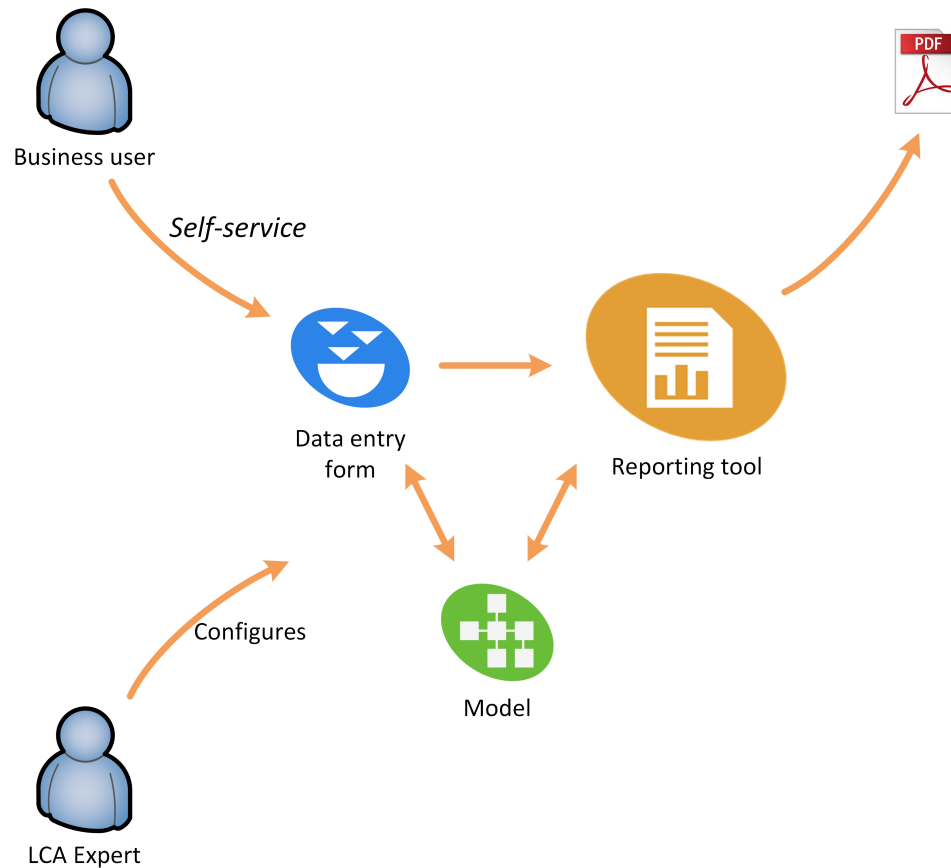 PDF
Business user
Self-service
Data entry
form
Reporting tool
Configures
Model
LCA Expert